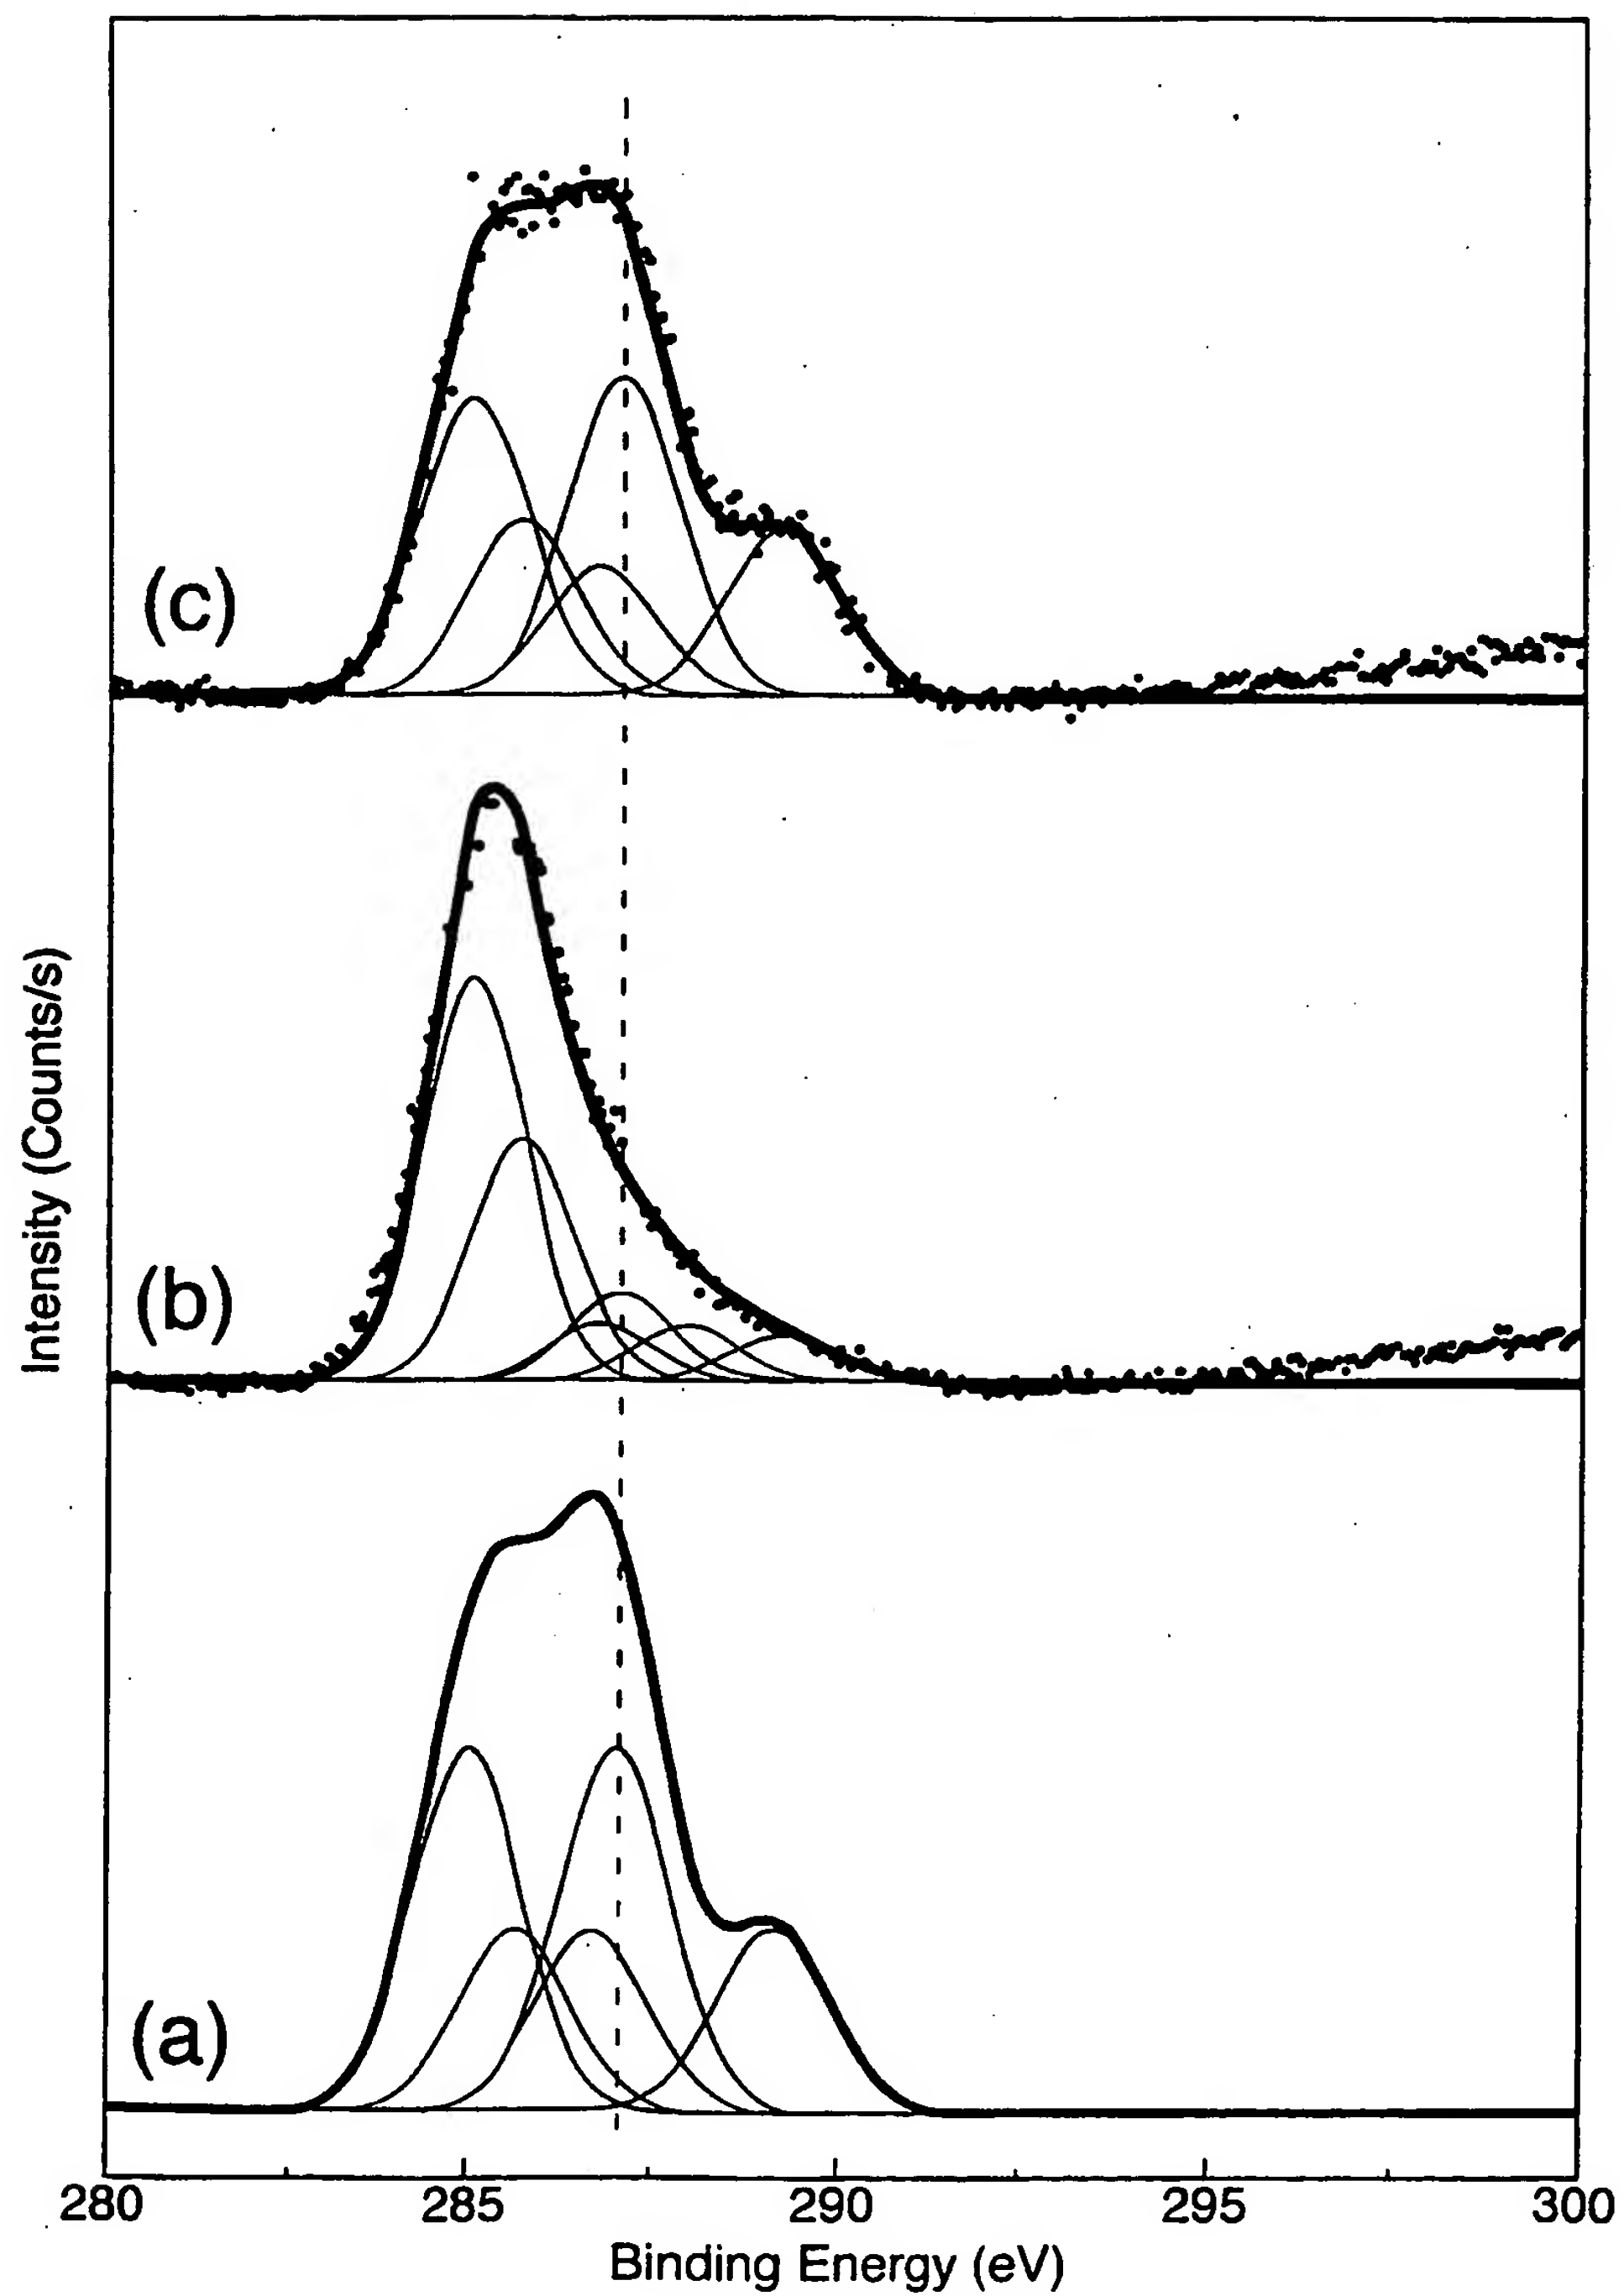 (c)
(b)
(a)
Intensity (Counts/s)
280 285 290 295 300
Binding Energy (eV)